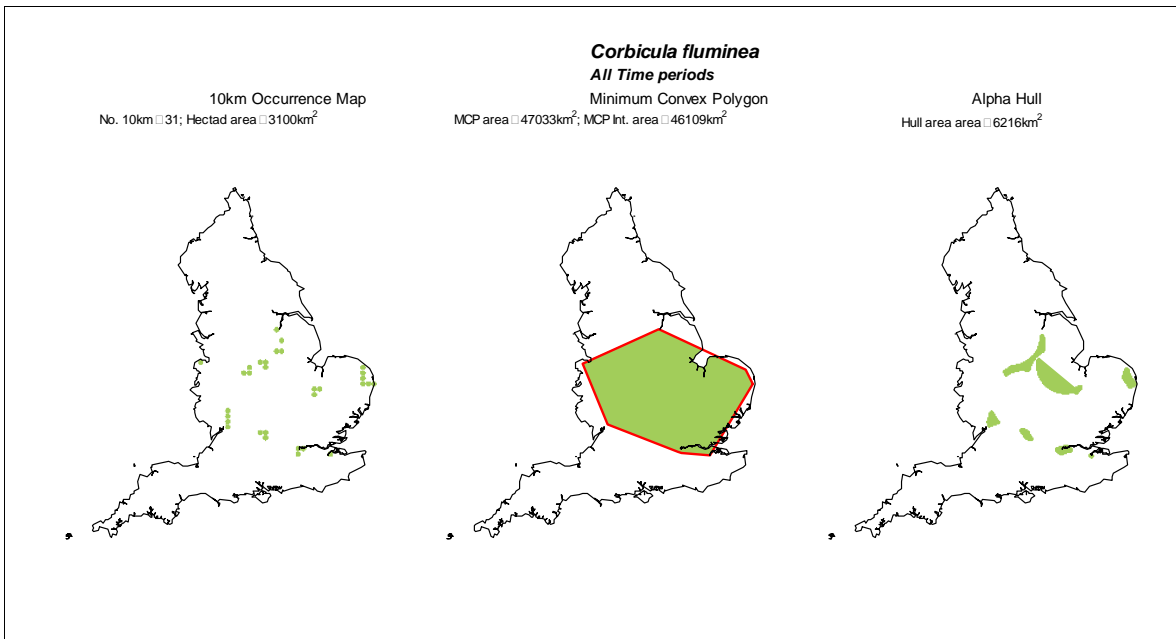 Corbicula fluminea
All Time periods
10km Occurrence Map
No. 10km □ 31; Hectad area □ 3100km²
Minimum Convex Polygon
MCP area □ 47033km²; MCP Int. area □ 46109km²
Alpha Hull
Hull area area □ 6216km²